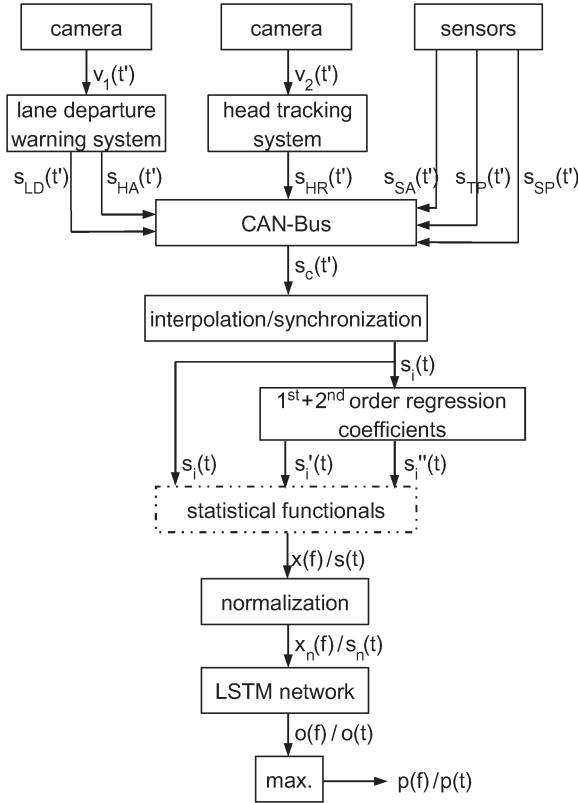 camera
camera
sensors
v1(t')
v2(t')
lane departure
warning system
head tracking
system
sLD(t')
sHA(t')
sHR(t')
sSA(t')
sTP(t')
sSP(t')
CAN-Bus
sc(t')
interpolation/synchronization
si(t)
1st+2nd order regression
coefficients
si(t)
si'(t)
si''(t)
statistical functionals
x(f)/s(t)
normalization
xn(f)/sn(t)
LSTM network
o(f)/o(t)
max.
p(f)/p(t)